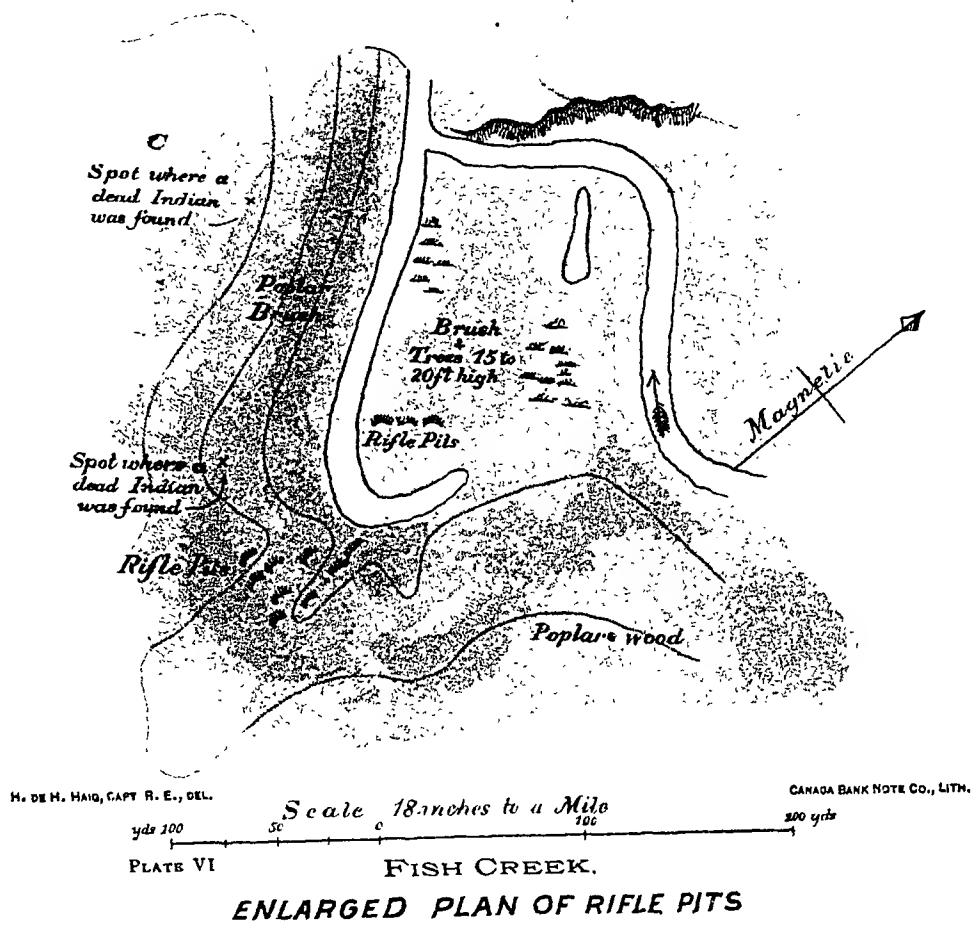 C
Spot where a
dead Indian
was found
Poplar
Brush
Brush
&
Trees 15 to
20ft high
Rifle Pits
Magnetic
Spot where a
dead Indian
was found
Rifle Pits
Poplar & wood
H. DE H. HAIG, CAPT R. E., DEL.
CANADA BANK NOTE CO., LITH.
Scale 18 inches to a Mile
yds 100 50 0 100 200 yds
PLATE VI
FISH CREEK.
ENLARGED PLAN OF RIFLE PITS